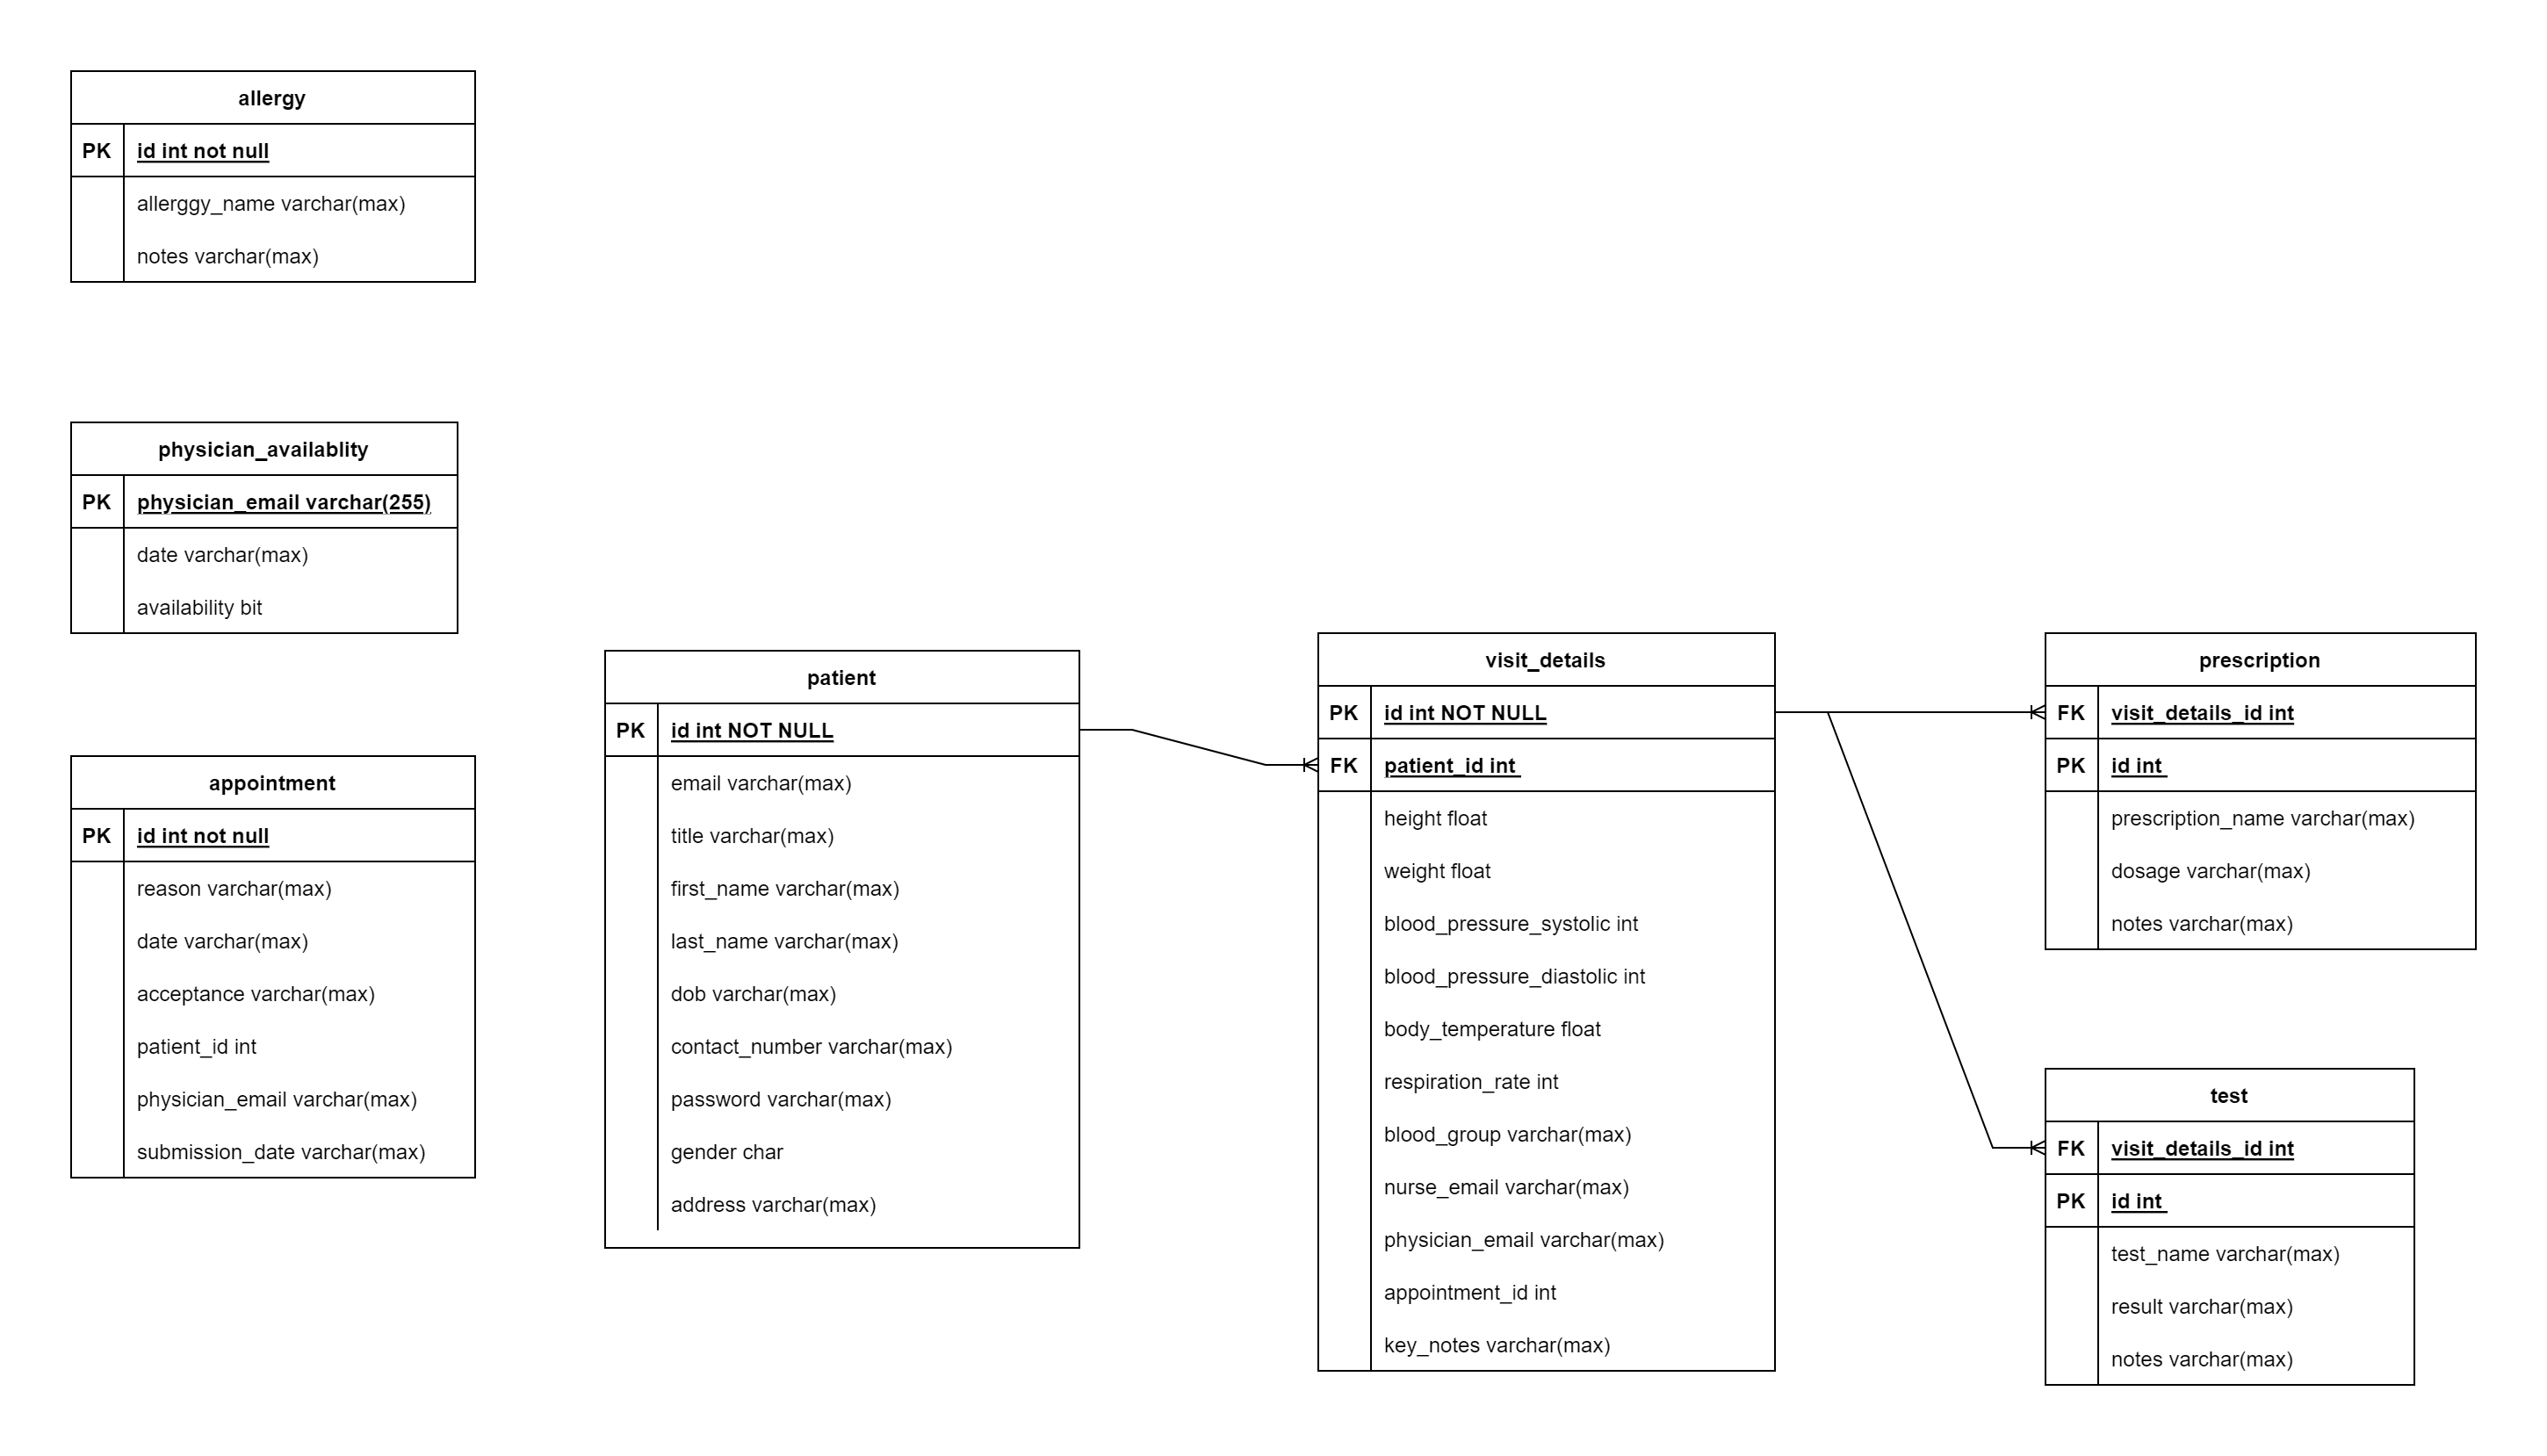 allergy
PK id int not null
allerggy_name varchar(max)
notes varchar(max)
physician_availablity
PK physician_email varchar(255)
date varchar(max)
availability bit
appointment
PK id int not null
reason varchar(max)
date varchar(max)
acceptance varchar(max)
patient_id int
physician_email varchar(max)
submission_date varchar(max)
patient
PK id int NOT NULL
email varchar(max)
title varchar(max)
first_name varchar(max)
last_name varchar(max)
dob varchar(max)
contact_number varchar(max)
password varchar(max)
gender char
address varchar(max)
visit_details
PK id int NOT NULL
FK patient_id int
height float
weight float
blood_pressure_systolic int
blood_pressure_diastolic int
body_temperature float
respiration_rate int
blood_group varchar(max)
nurse_email varchar(max)
physician_email varchar(max)
appointment_id int
key_notes varchar(max)
prescription
FK visit_details_id int
PK id int
prescription_name varchar(max)
dosage varchar(max)
notes varchar(max)
test
FK visit_details_id int
PK id int
test_name varchar(max)
result varchar(max)
notes varchar(max)